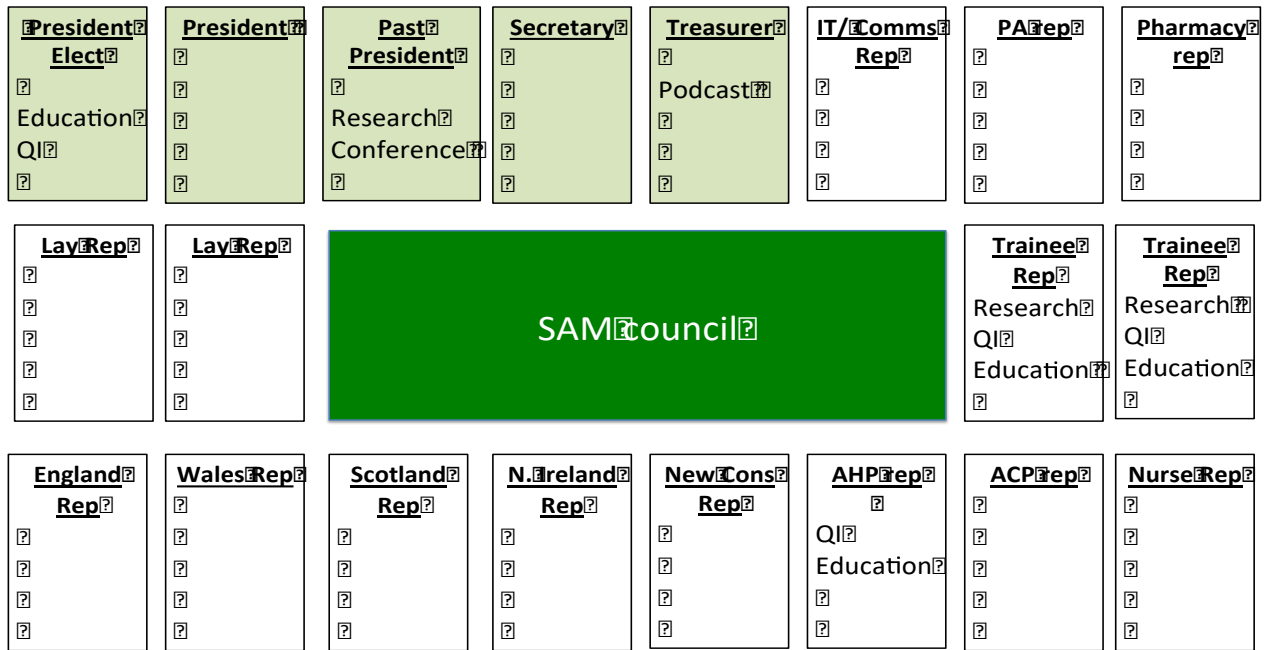 President Elect
Education
QI
President
Past President
Research
Conference
Secretary
Treasurer
Podcast
IT/ Comms Rep
PA rep
Pharmacy rep
Lay Rep
Lay Rep
SAM council
Trainee Rep
Research
QI
Education
Trainee Rep
Research
QI
Education
England Rep
Wales Rep
Scotland Rep
N. Ireland Rep
New Cons Rep
AHP rep
QI
Education
ACP rep
Nurse Rep